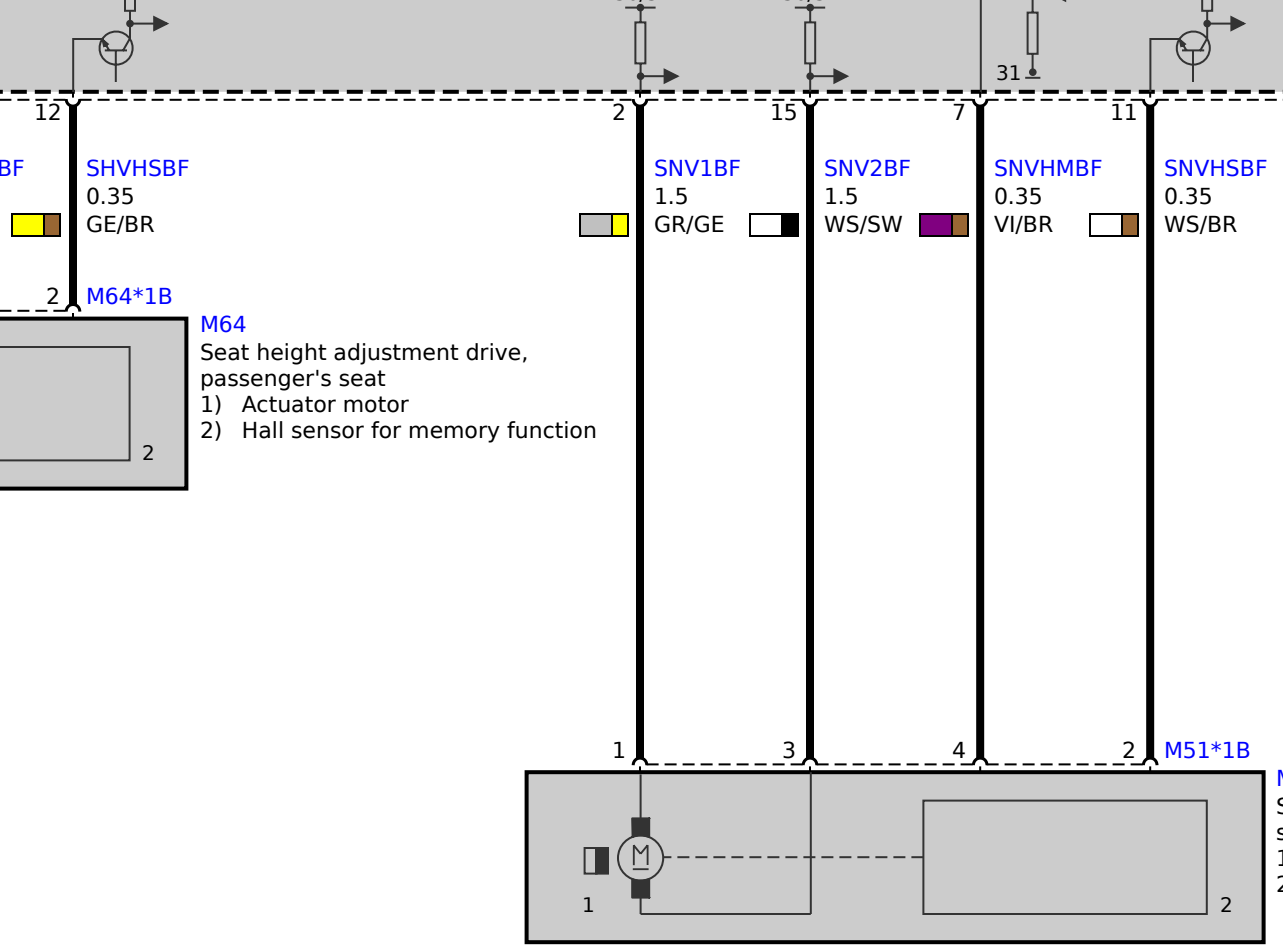 31
12
2
15
7
11
BF
SHVHSBF
0.35
GE/BR
SNV1BF
1.5
GR/GE
SNV2BF
1.5
WS/SW
SNVHMBF
0.35
VI/BR
SNVHSBF
0.35
WS/BR
2
M64*1B
M64
Seat height adjustment drive,
passenger's seat
1) Actuator motor
2) Hall sensor for memory function
2
1
3
4
2
M51*1B
M
1
2